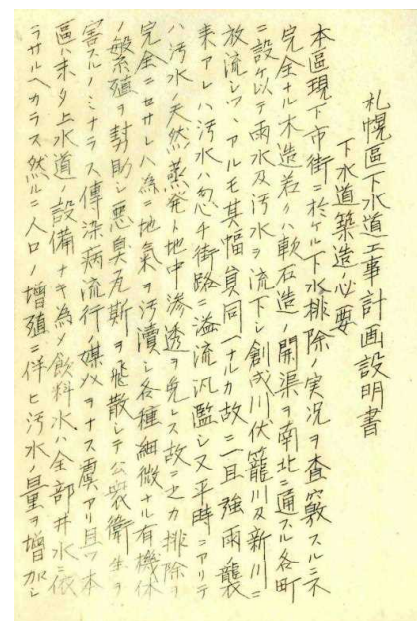 札幌區下水道工事計画設明書
下水道築造必要
本區現下市街ニ於ケル下水排除ノ実况ヲ査覈スルニ不
完全ナル木造若クハ軟石造ノ開渠ヲ南北ニ通スル各町
ニ設ケ以テ雨水及汚水ヲ流下シ創成川伏籠川及新川ニ
放流シツヽアルモ其幅員同一ナルカ故ニ一旦強雨襲
来アレハ汚水ハ忽チ街路ニ溢流汎濫シ又平時ニアリテ
ハ汚水ノ天然蒸発ト地中滲透ヲ免レス故ニ之カ排除ヲ
完全ニセサレハ為ニ地氣ヲ汚瀆シ各種細微ナル有機体
ノ繁殖ヲ幇助シ悪臭瓦斯ヲ飛散シテ公衆衛生ヲ
害スルノミナラス傳染病流行ノ媒介ヲナス虞アリ且ツ本
區ハ未タ上水道ノ設備ナキ為メ飲料水ハ全部井水ニ依
ラサルヘカラス然ルニ人口ノ増殖ニ伴ヒ汚水ノ量ヲ増加シ